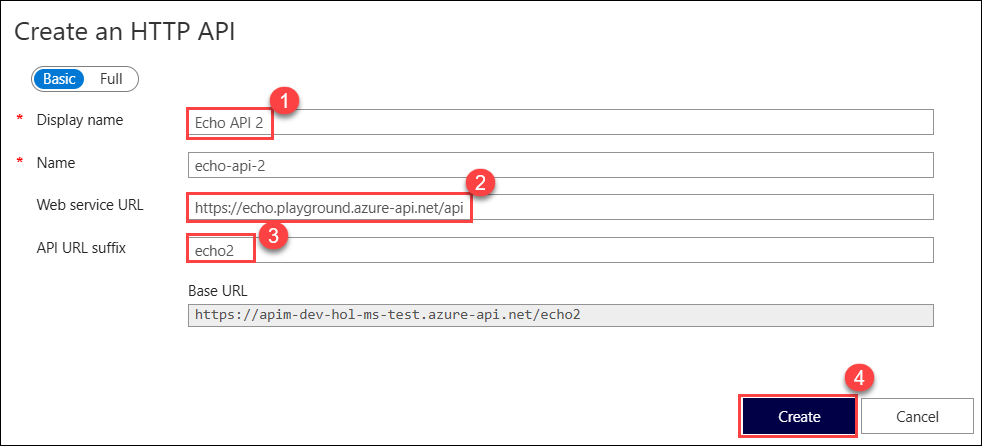 Create an HTTP API
Basic Full
1
* Display name Echo API 2
* Name echo-api-2
2
Web service URL https://echo.playground.azure-api.net/api
3
API URL suffix echo2
Base URL
https://apim-dev-hol-ms-test.azure-api.net/echo2
4
Create Cancel